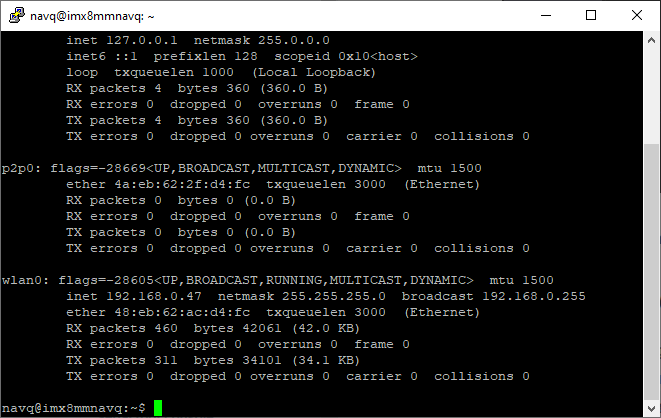 navq@imx8mmnavq: ~
inet 127.0.0.1  netmask 255.0.0.0
inet6 ::1  prefixlen 128  scopeid 0x10<host>
loop  txqueuelen 1000  (Local Loopback)
RX packets 4  bytes 360 (360.0 B)
RX errors 0  dropped 0  overruns 0  frame 0
TX packets 4  bytes 360 (360.0 B)
TX errors 0  dropped 0 overruns 0  carrier 0  collisions 0
p2p0: flags=-28669<UP,BROADCAST,MULTICAST,DYNAMIC>  mtu 1500
ether 4a:eb:62:2f:d4:fc  txqueuelen 3000  (Ethernet)
RX packets 0  bytes 0 (0.0 B)
RX errors 0  dropped 0  overruns 0  frame 0
TX packets 0  bytes 0 (0.0 B)
TX errors 0  dropped 0 overruns 0  carrier 0  collisions 0
wlan0: flags=-28605<UP,BROADCAST,RUNNING,MULTICAST,DYNAMIC>  mtu 1500
inet 192.168.0.47  netmask 255.255.255.0  broadcast 192.168.0.255
ether 48:eb:62:ac:d4:fc  txqueuelen 3000  (Ethernet)
RX packets 460  bytes 42061 (42.0 KB)
RX errors 0  dropped 0  overruns 0  frame 0
TX packets 311  bytes 34101 (34.1 KB)
TX errors 0  dropped 0 overruns 0  carrier 0  collisions 0
navq@imx8mmnavq:~$